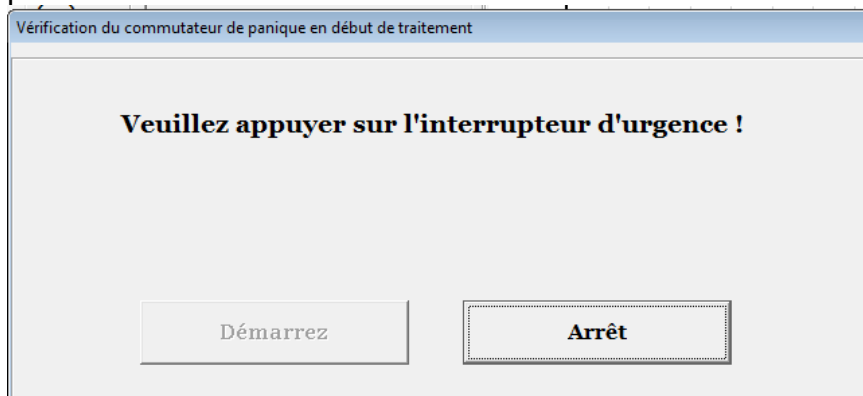 Vérification du commutateur de panique en début de traitement
Veuillez appuyer sur l'interrupteur d'urgence !
Démarrez
Arrêt